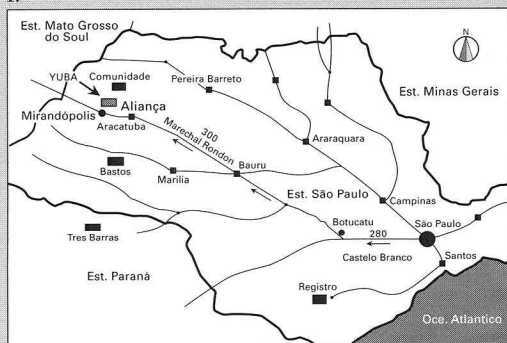 Est. Mato Grosso
do Soul
N
YUBA
Comunidade
Pereira Barreto
Est. Minas Gerais
Aliança
Mirandópolis
Aracatuba
300
Marechal Rondon
Araraquara
Bastos
Marilia
Bauru
Est. São Paulo
Campinas
Botucatu
São Paulo
Tres Barras
280
Castelo Branco
Santos
Est. Paranà
Registro
Oce. Atlantico